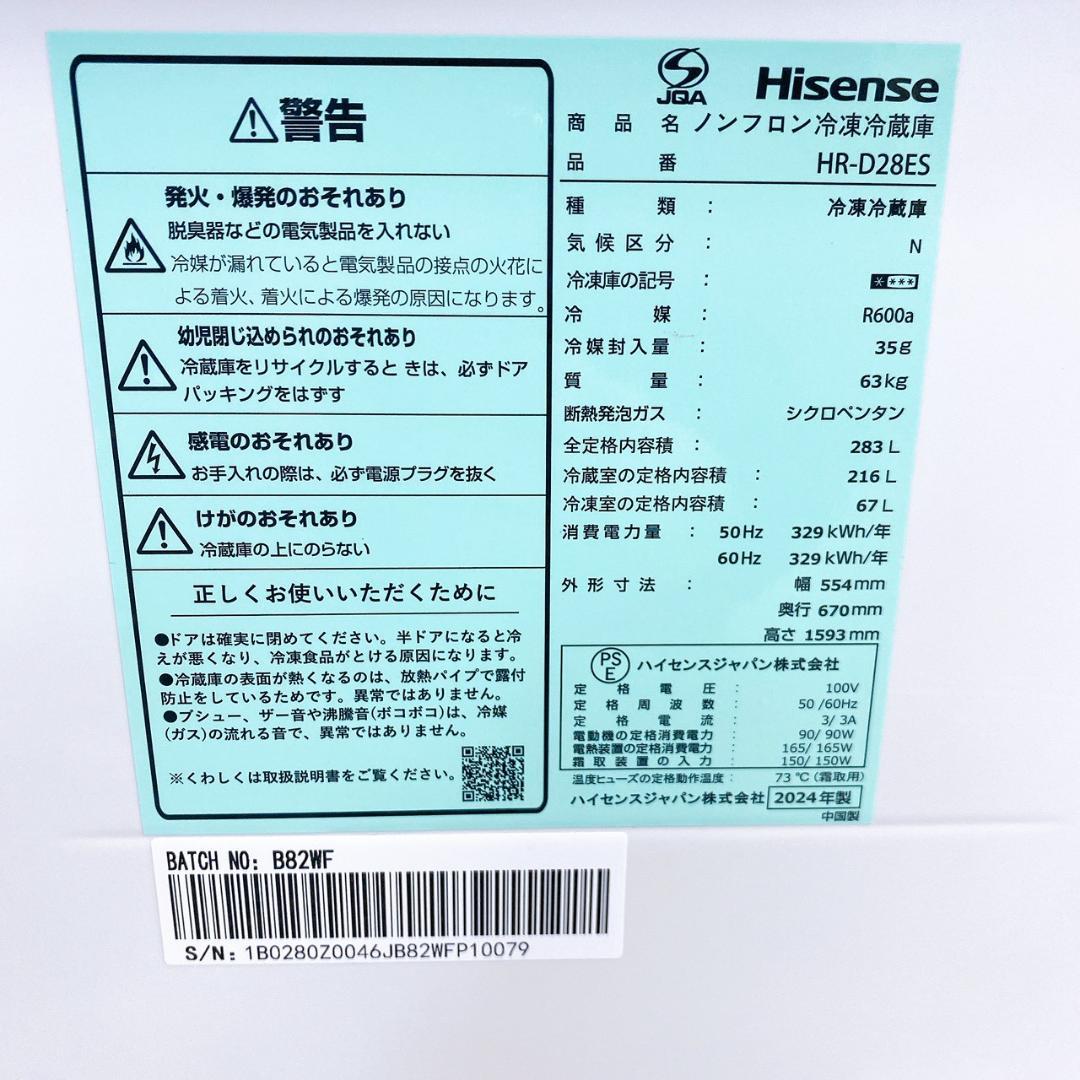 警告
発火・爆発のおそれあり
脱臭器などの電気製品を入れない
冷媒が漏れていると電気製品の接点の火花に
よる着火、着火による爆発の原因になります。
幼児閉じ込められのおそれあり
冷蔵庫をリサイクルすると きは、必ずドア
パッキングをはずす
感電のおそれあり
お手入れの際は、必ず電源プラグを抜く
けがのおそれあり
冷蔵庫の上にのらない
正しくお使いいただくために
●ドアは確実に閉めてください。半ドアになると冷
えが悪くなり、冷凍食品がとける原因になります。
●冷蔵庫の表面が熱くなるのは、放熱パイプで露付
防止をしているためです。異常ではありません。
●プシュー、ザー音や沸騰音(ボコボコ)は、冷媒
(ガス)の流れる音で、異常ではありません。
※くわしくは取扱説明書をご覧ください。
JQA Hisense
商品名 ノンフロン冷凍冷蔵庫
品番 HR-D28ES
種類 : 冷凍冷蔵庫
気候区分 : N
冷凍庫の記号 : ****
冷媒 : R600a
冷媒封入量 : 35g
質量 : 63kg
断熱発泡ガス : シクロペンタン
全定格内容積 : 283 L
冷蔵室の定格内容積 : 216 L
冷凍室の定格内容積 : 67 L
消費電力量 : 50Hz 329 kWh/年
60Hz 329 kWh/年
外形寸法 : 幅 554mm
奥行 670mm
高さ 1593mm
PSE ハイセンスジャパン株式会社
定格電圧 : 100V
定格周波数 : 50/60Hz
定格電流 : 3/ 3A
電動機の定格消費電力 : 90/ 90W
電熱装置の定格消費電力 : 165/ 165W
霜取装置の入力 : 150/ 150W
温度ヒューズの定格動作温度 : 73℃(霜取用)
ハイセンスジャパン株式会社 2024年製
中国製
BATCH NO: B82WF
S/N: 1B0280Z0046JB82WFP10079